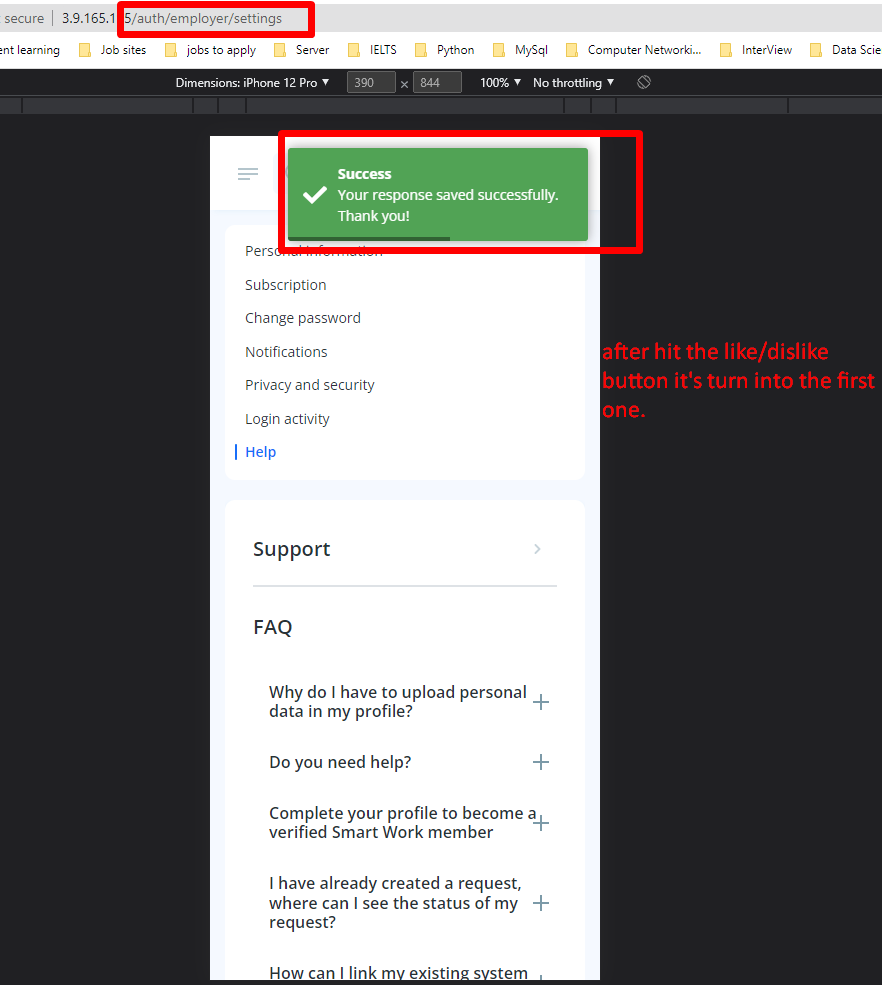 secure 3.9.165.1 5/auth/employer/settings
ent learning Job sites jobs to apply Server IELTS Python MySql Computer Networki... InterView Data Scie
Dimensions: iPhone 12 Pro ▼ 390 × 844 100% ▼ No throttling ▼
Success
Your response saved successfully.
Thank you!
Personal Information
Subscription
Change password
Notifications
Privacy and security
Login activity
Help
after hit the like/dislike
button it's turn into the first
one.
Support
FAQ
Why do I have to upload personal
data in my profile?
Do you need help?
Complete your profile to become a
verified Smart Work member
I have already created a request,
where can I see the status of my
request?
How can I link my existing system